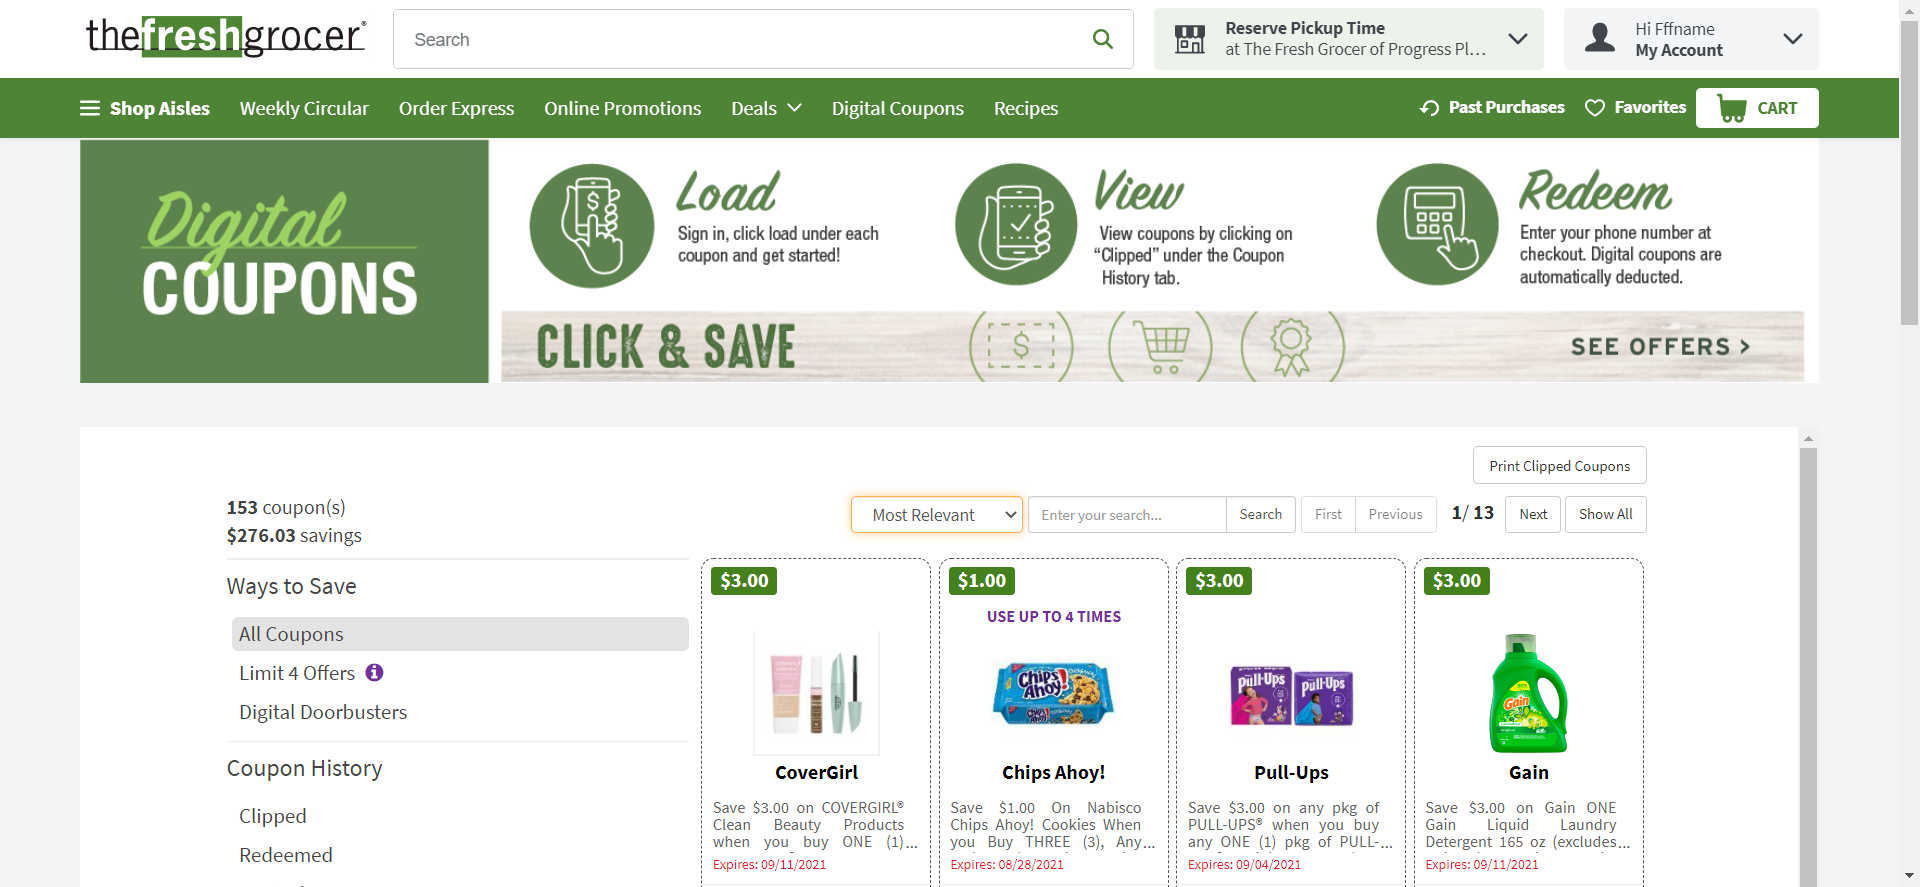 thefreshgrocer®
Search
Reserve Pickup Time
at The Fresh Grocer of Progress Pl...
Hi Fffname
My Account
Shop Aisles
Weekly Circular
Order Express
Online Promotions
Deals
Digital Coupons
Recipes
Past Purchases
Favorites
CART
Digital
COUPONS
Load
Sign in, click load under each
coupon and get started!
View
View coupons by clicking on
“Clipped” under the Coupon
History tab.
Redeem
Enter your phone number at
checkout. Digital coupons are
automatically deducted.
CLICK & SAVE
SEE OFFERS >
Print Clipped Coupons
153 coupon(s)
$276.03 savings
Most Relevant
Enter your search...
Search
First
Previous
1/ 13
Next
Show All
Ways to Save
All Coupons
Limit 4 Offers
Digital Doorbusters
Coupon History
Clipped
Redeemed
$3.00
CoverGirl
Save $3.00 on COVERGIRL®
Clean Beauty Products
when you buy ONE (1)...
Expires: 09/11/2021
$1.00
USE UP TO 4 TIMES
Chips Ahoy!
Chips Ahoy!
Chips Ahoy!
Save $1.00 On Nabisco
Chips Ahoy! Cookies When
you Buy THREE (3), Any...
Expires: 08/28/2021
$3.00
Pull-Ups
Pull-Ups
Pull-Ups
Save $3.00 on any pkg of
PULL-UPS® when you buy
any ONE (1) pkg of PULL-...
Expires: 09/04/2021
$3.00
Gain
Gain
Save $3.00 on Gain ONE
Gain Liquid Laundry
Detergent 165 oz (excludes...
Expires: 09/11/2021